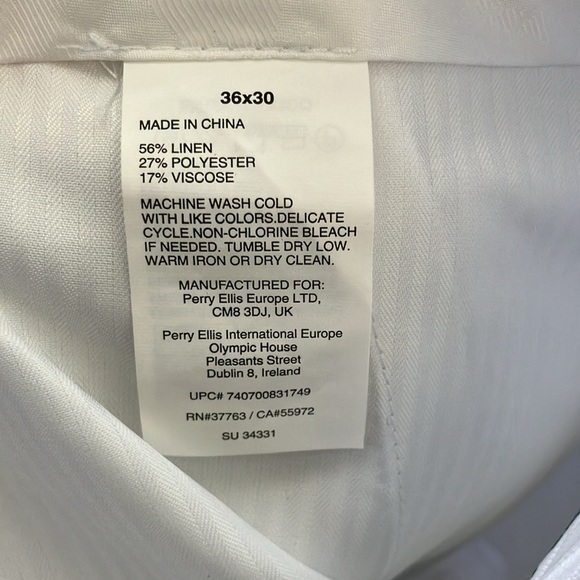 36x30
MADE IN CHINA
56% LINEN
27% POLYESTER
17% VISCOSE
MACHINE WASH COLD
WITH LIKE COLORS.DELICATE
CYCLE.NON-CHLORINE BLEACH
IF NEEDED. TUMBLE DRY LOW.
WARM IRON OR DRY CLEAN.
MANUFACTURED FOR:
Perry Ellis Europe LTD,
CM8 3DJ, UK
Perry Ellis International Europe
Olympic House
Pleasants Street
Dublin 8, Ireland
UPC# 740700831749
RN#37763 / CA#55972
SU 34331